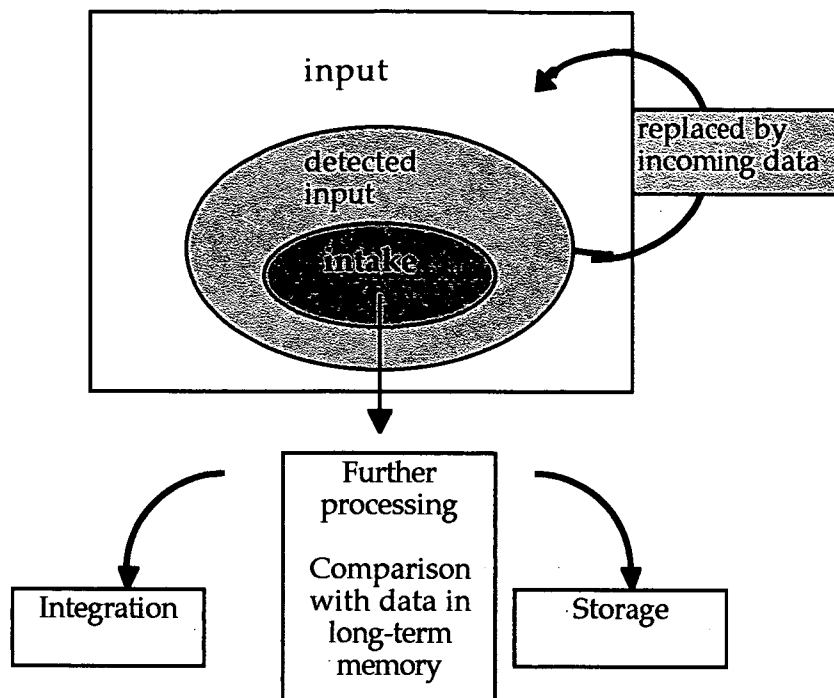 input
replaced by
incoming data
detected
input
intake
Further
processing
Comparison
with data in
long-term
memory
Integration
Storage